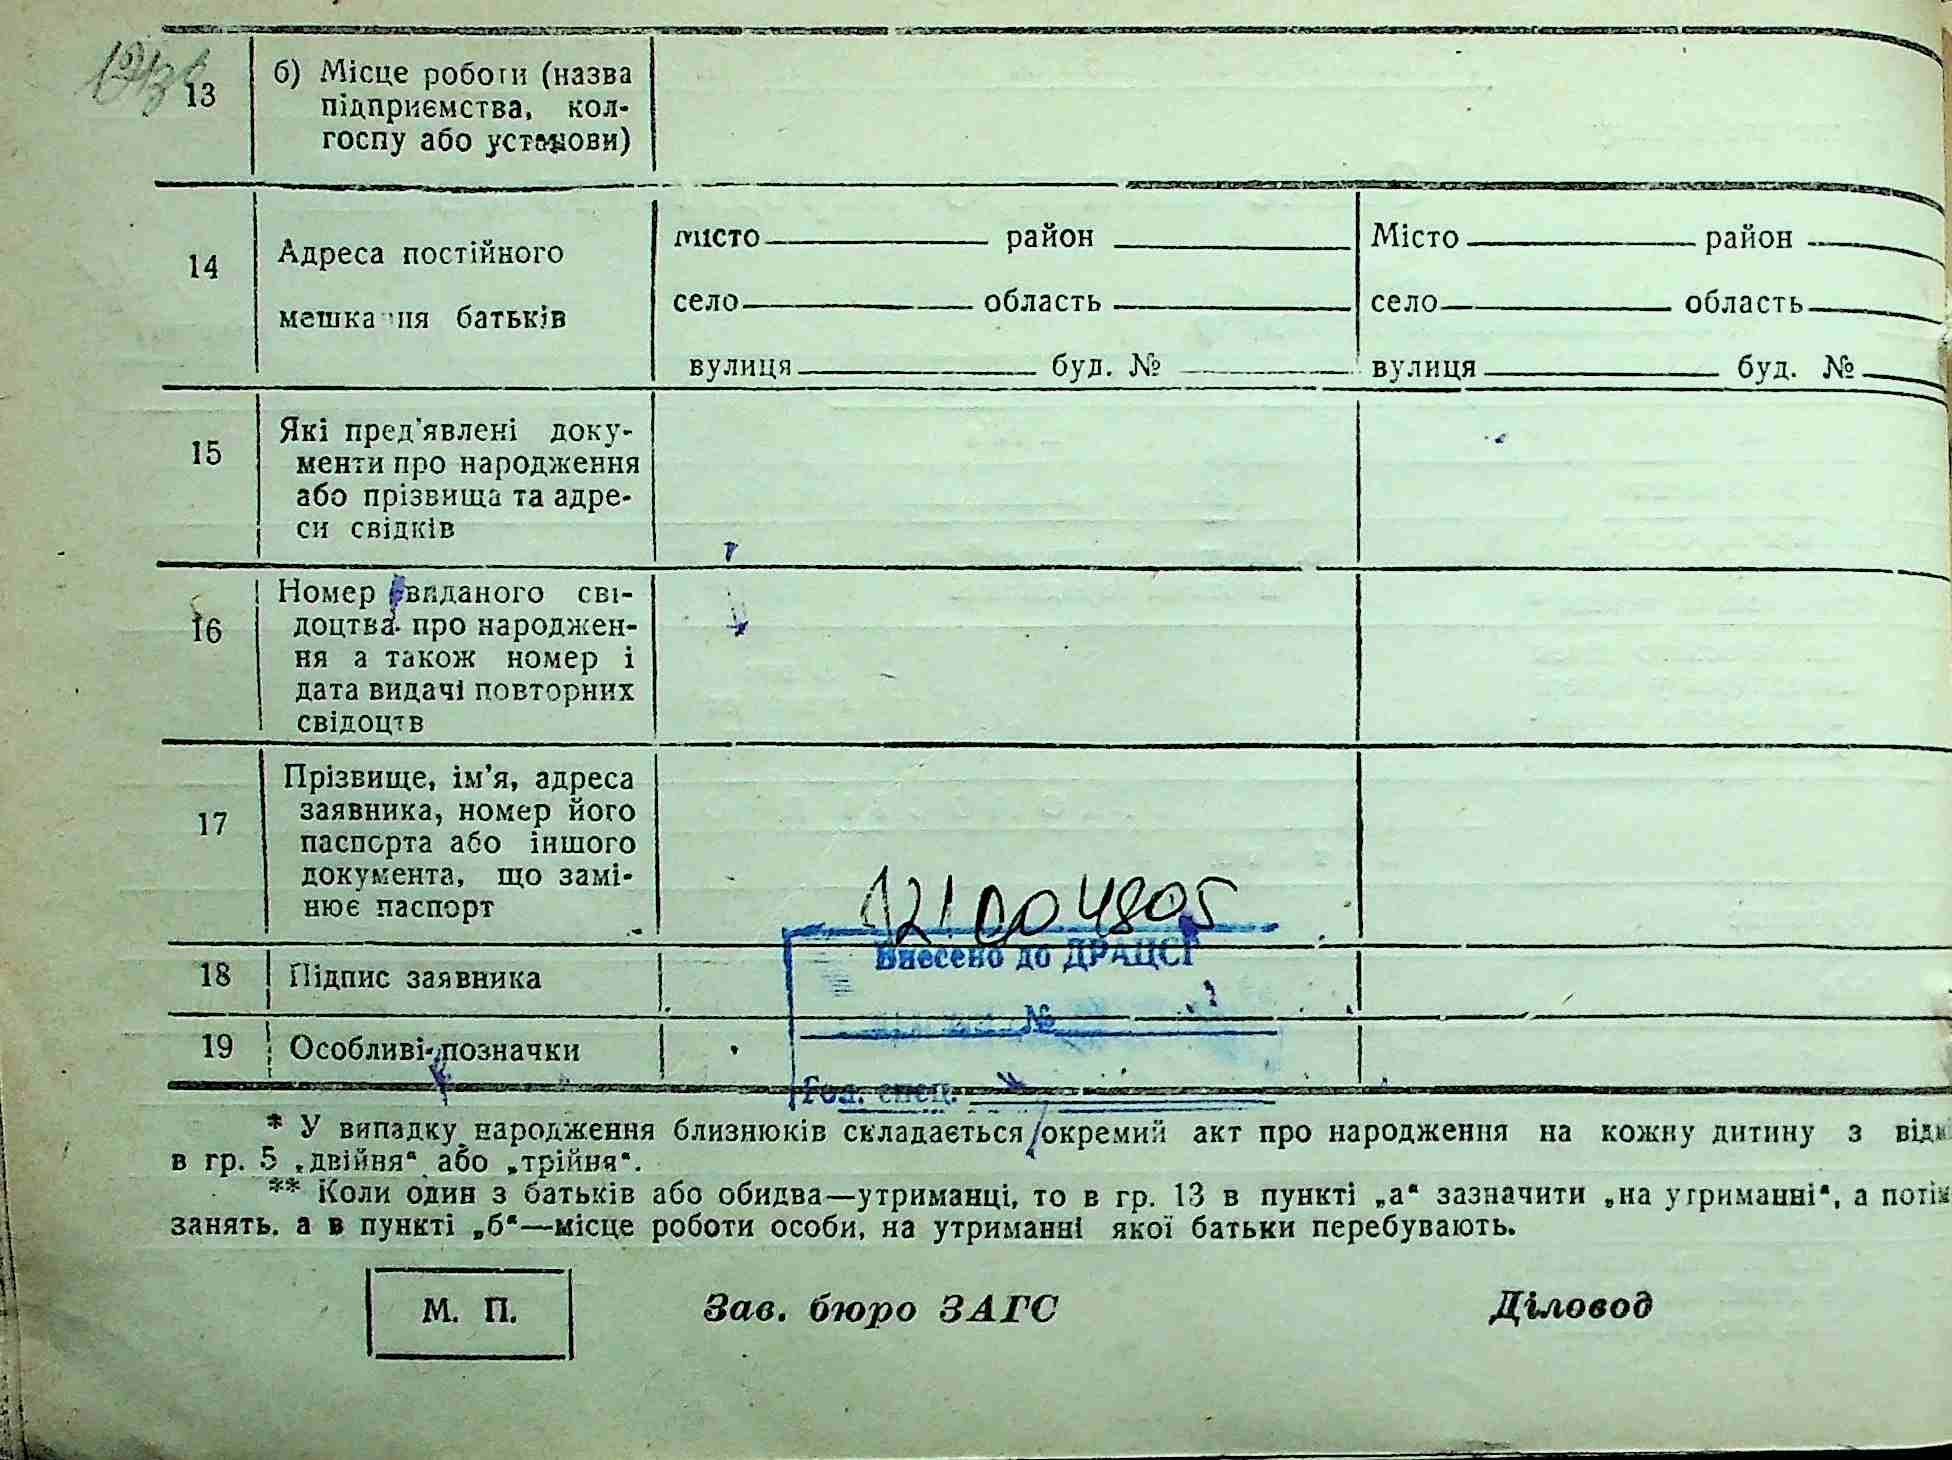 13
б) Місце роботи (назва
підприємства, кол-
госпу або установи)
14
Адреса постійного
мешкання батьків
місто район
село область
вулиця буд. №
Місто район
село область
вулиця буд. №
15
Які пред'явлені доку-
менти про народження
або прізвища та адре-
си свідків
16
Номер виданого сві-
доцтва про народжен-
ня а також номер і
дата видачі повторних
свідоцтв
17
Прізвище, ім'я, адреса
заявника, номер його
паспорта або іншого
документа, що замі-
нює паспорт
121004805
Внесено до ДРАЦСГ
№
Гол. спец.
18
Підпис заявника
19
Особливі позначки
* У випадку народження близнюків складається окремий акт про народження на кожну дитину з
в гр. 5 „двійня“ або „трійня“.
** Коли один з батьків або обидва—утриманці, то в гр. 13 в пункті „а“ зазначити „на утриманні“, а потім
занять, а в пункті „б“—місце роботи особи, на утриманні якої батьки перебувають.
М. П.
Зав. бюро ЗАГС
Діловод